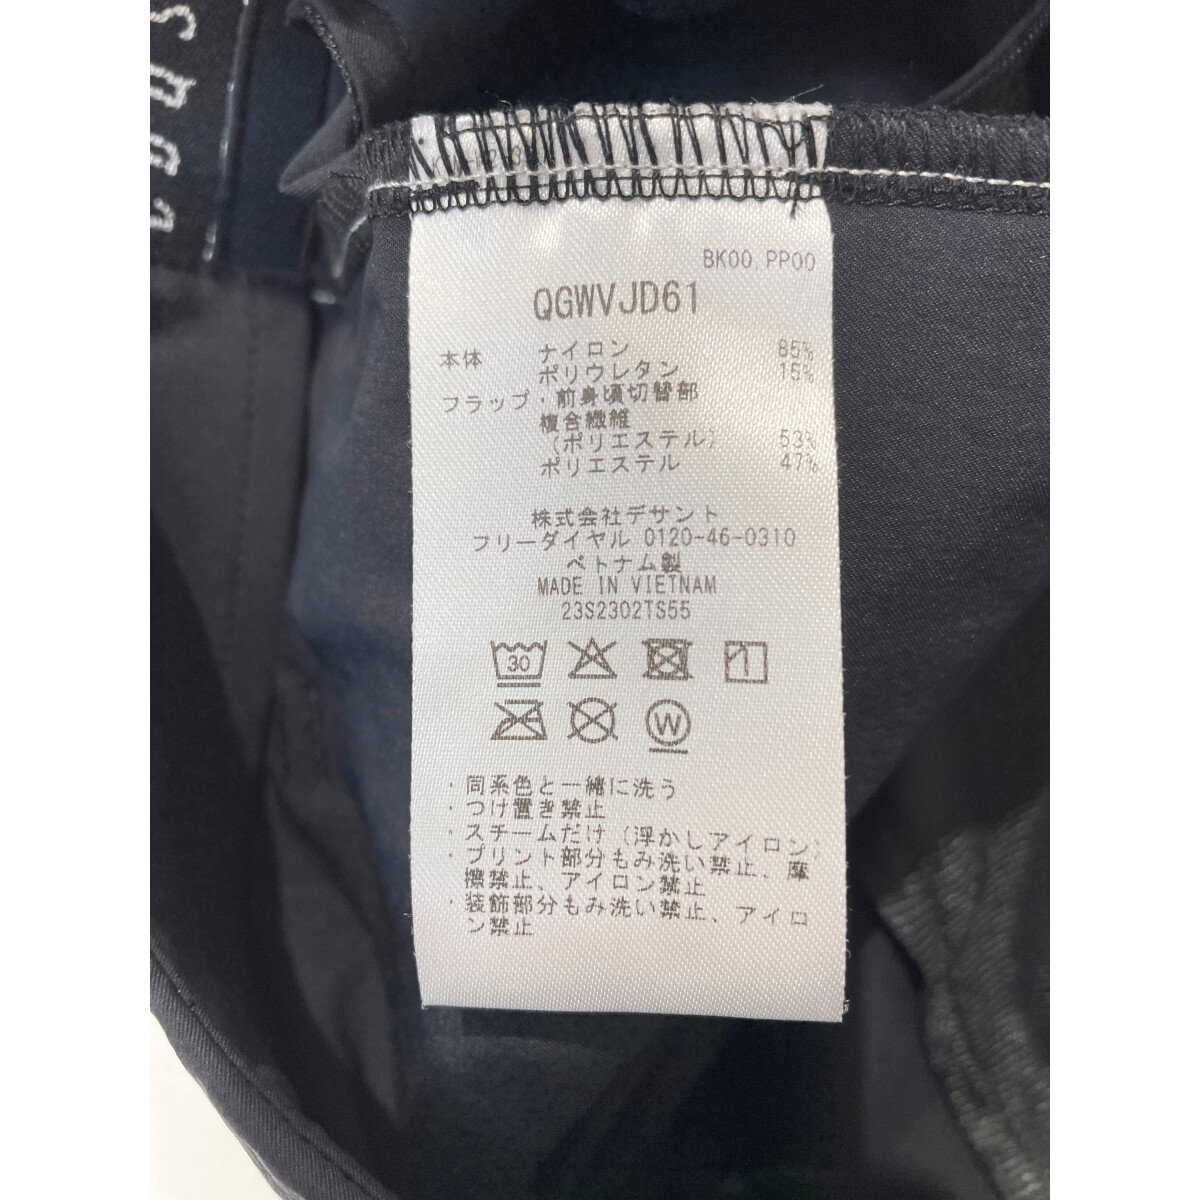 BK00,PP00
QGWVJD61
本体 ナイロン 85%
ポリウレタン 15%
フラップ・前身頃切替部
複合繊維
(ポリエステル) 53%
ポリエステル 47%
株式会社デサント
フリーダイヤル 0120-46-0310
ベトナム製
MADE IN VIETNAM
23S2302TS55
30
W
・同系色と一緒に洗う
・つけ置き禁止
・スチームだけ(浮かしアイロン)
・プリント部分もみ洗い禁止、摩
擦禁止、アイロン禁止
・装飾部分もみ洗い禁止、アイロ
ン禁止